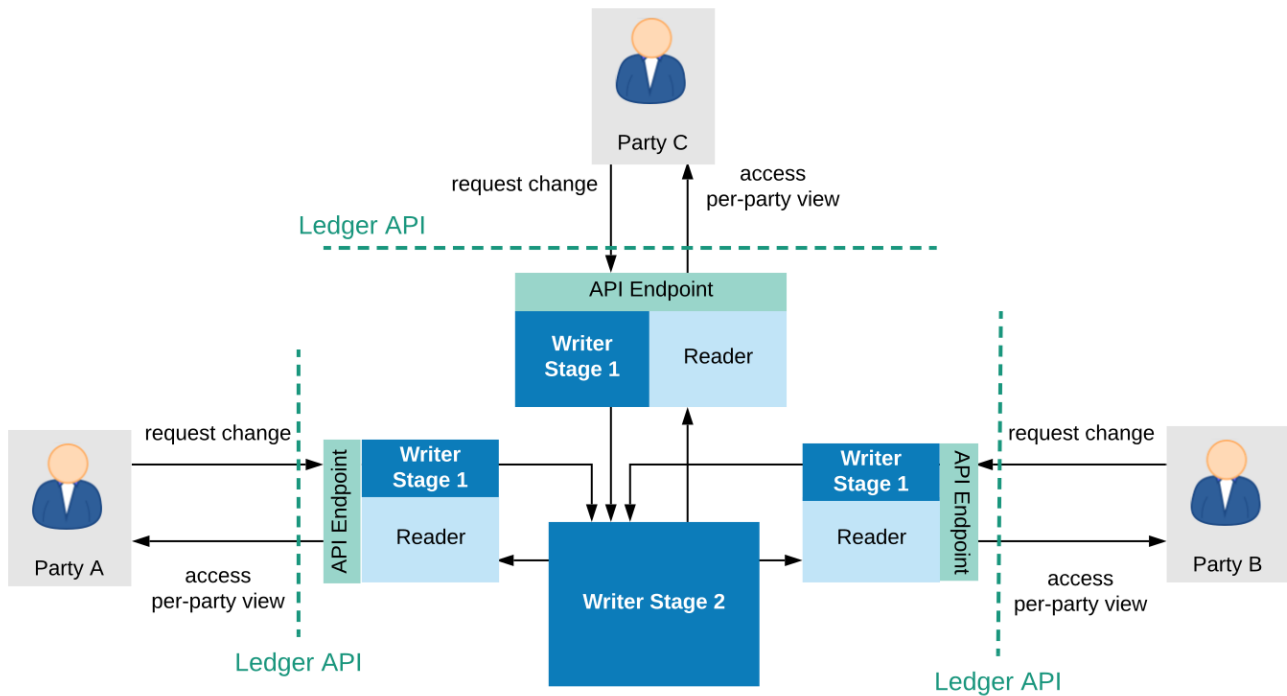 Party C
request change
access
per-party view
Ledger API
API Endpoint
Writer
Stage 1
Reader
Party A
request change
access
per-party view
Ledger API
API Endpoint
Writer
Stage 1
Reader
Writer Stage 2
Writer
Stage 1
Reader
API Endpoint
request change
access
per-party view
Ledger API
Party B